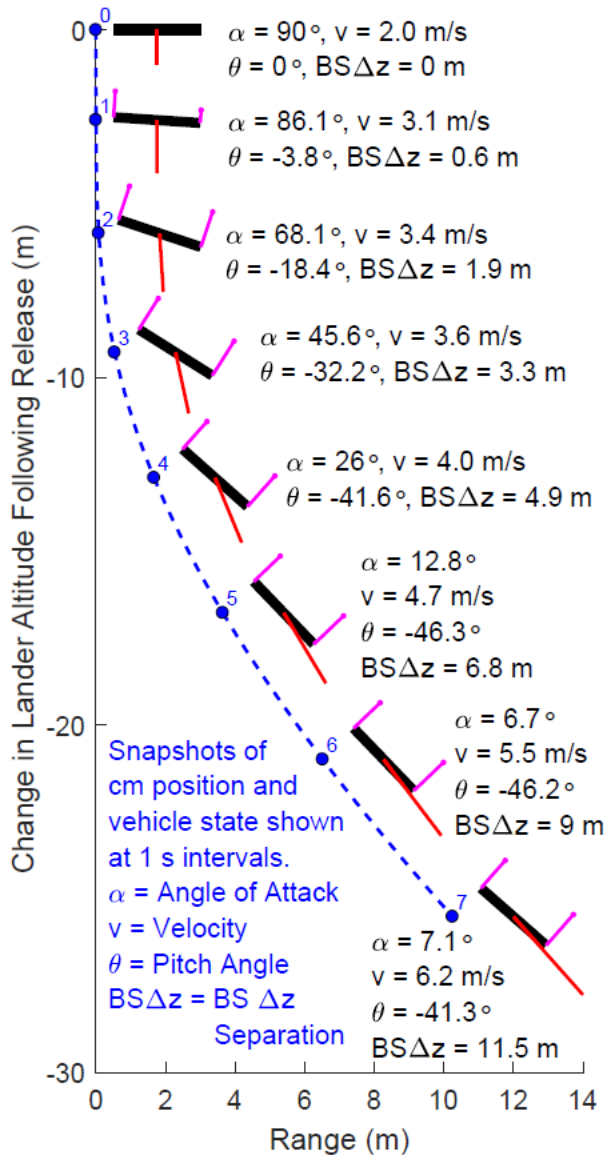 0
α = 90°, v = 2.0 m/s
0
θ = 0°, BSΔz = 0 m
1
α = 86.1°, v = 3.1 m/s
θ = -3.8°, BSΔz = 0.6 m
2
α = 68.1°, v = 3.4 m/s
θ = -18.4°, BSΔz = 1.9 m
3
α = 45.6°, v = 3.6 m/s
θ = -32.2°, BSΔz = 3.3 m
-10
4
α = 26°, v = 4.0 m/s
θ = -41.6°, BSΔz = 4.9 m
5
α = 12.8°
v = 4.7 m/s
θ = -46.3°
BSΔz = 6.8 m
-20
6
α = 6.7°
v = 5.5 m/s
θ = -46.2°
BSΔz = 9 m
Snapshots of
cm position and
vehicle state shown
at 1 s intervals.
α = Angle of Attack
v = Velocity
θ = Pitch Angle
BSΔz = BS Δz
Separation
7
α = 7.1°
v = 6.2 m/s
θ = -41.3°
BSΔz = 11.5 m
-30
0 2 4 6 8 10 12 14
Range (m)
Change in Lander Altitude Following Release (m)